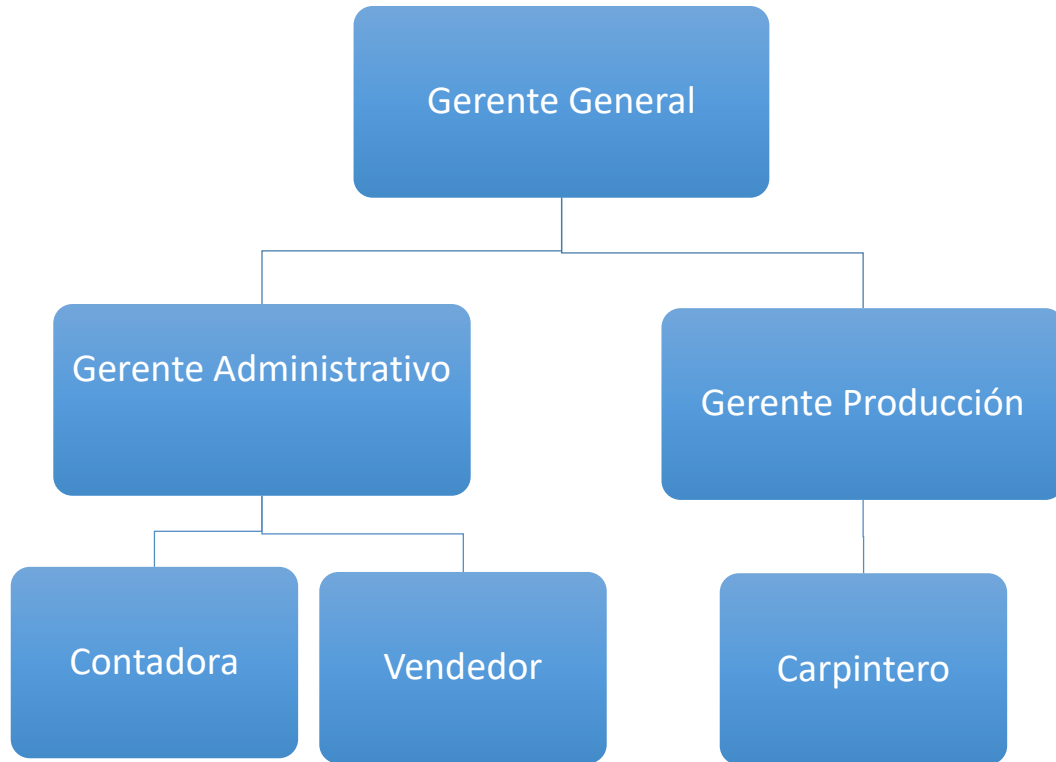 Gerente General
Gerente Administrativo
Gerente Producción
Contadora
Vendedor
Carpintero